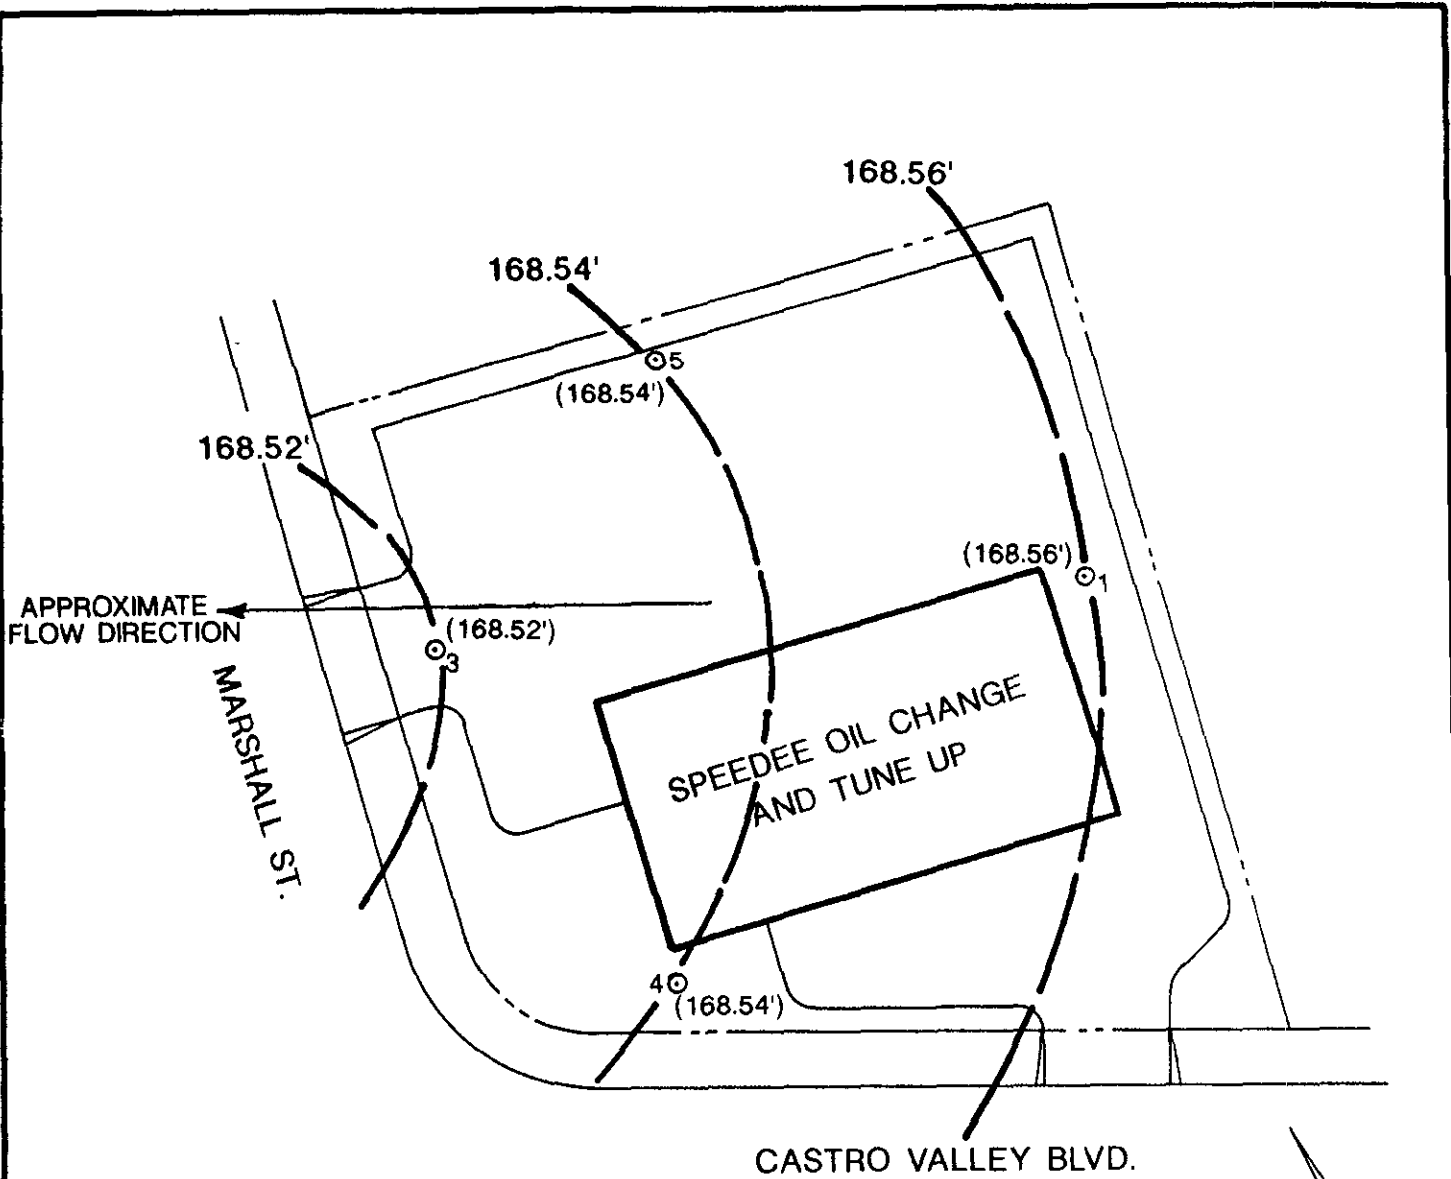 168.56'
168.54'
5
(168.54')
168.52'
(168.56')
1
APPROXIMATE
FLOW DIRECTION
(168.52')
3
MARSHALL ST.
SPEEDEE OIL CHANGE
AND TUNE UP
4
(168.54')
CASTRO VALLEY BLVD.